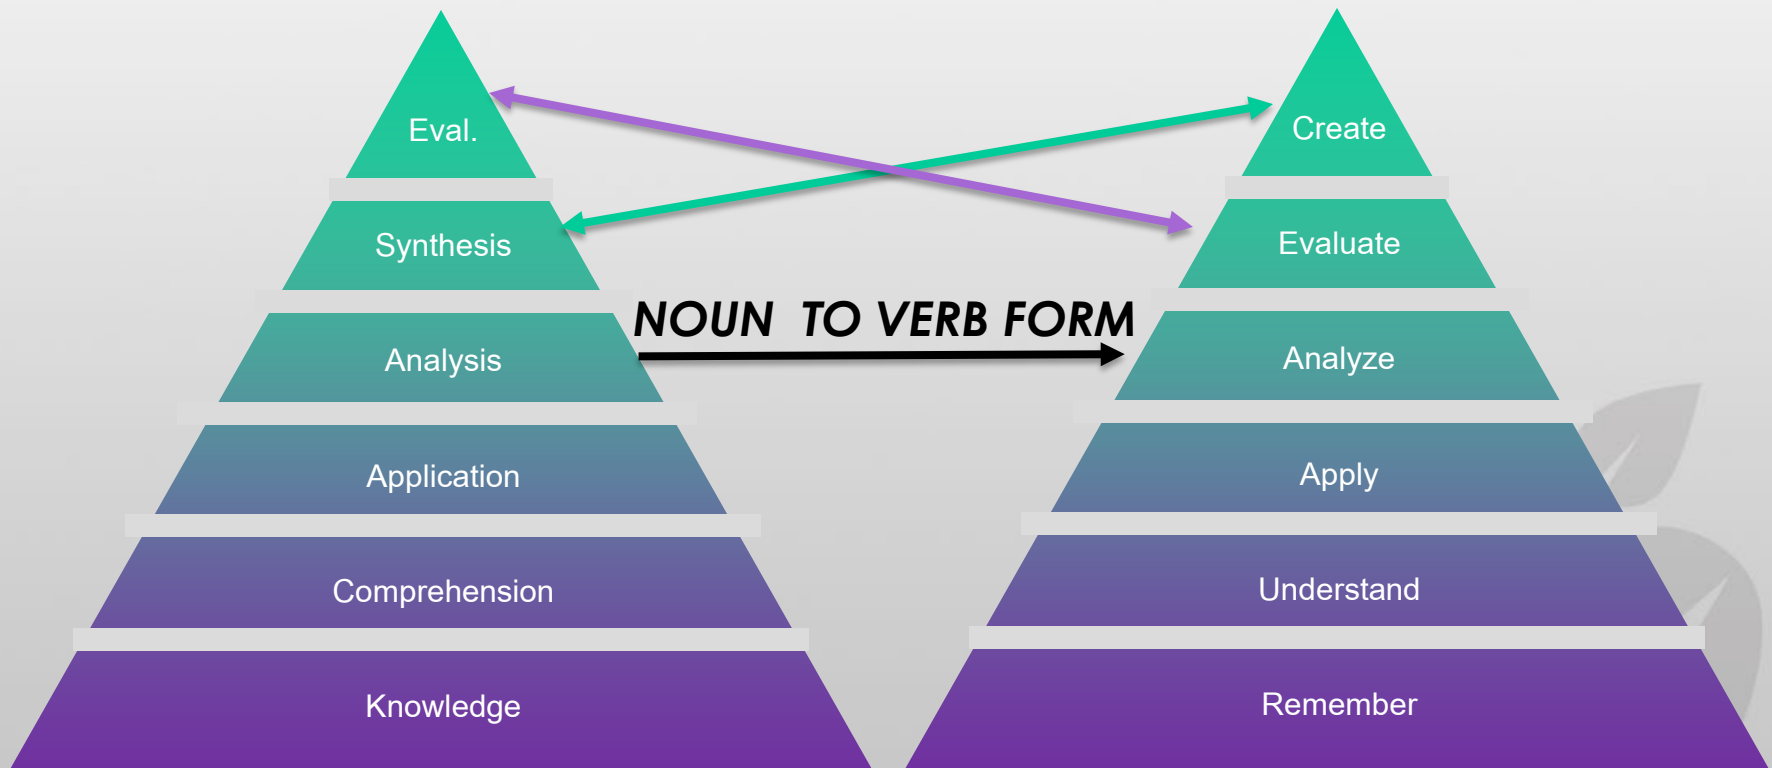 Eval.
Synthesis
Analysis
Application
Comprehension
Knowledge
NOUN TO VERB FORM
Create
Evaluate
Analyze
Apply
Understand
Remember